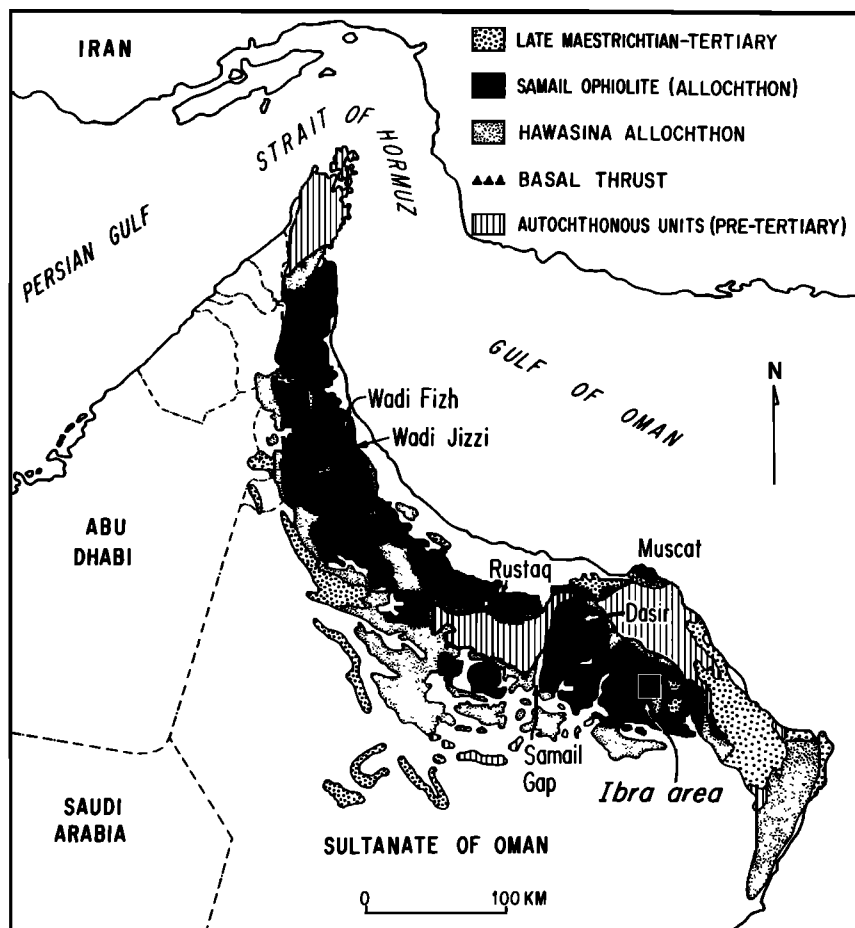 IRAN
STRAIT OF HORMUZ
PERSIAN GULF
LATE MAESTRICHTIAN-TERTIARY
SAMAIL OPHIOLITE (ALLOCHTHON)
HAWASINA ALLOCHTHON
BASAL THRUST
AUTOCHTHONOUS UNITS (PRE-TERTIARY)
GULF OF OMAN
N
Wadi Fizh
Wadi Jizzi
ABU
DHABI
Muscat
Rustaq
Dasir
Samail
Gap
Ibra area
SAUDI
ARABIA
SULTANATE OF OMAN
0 100 KM